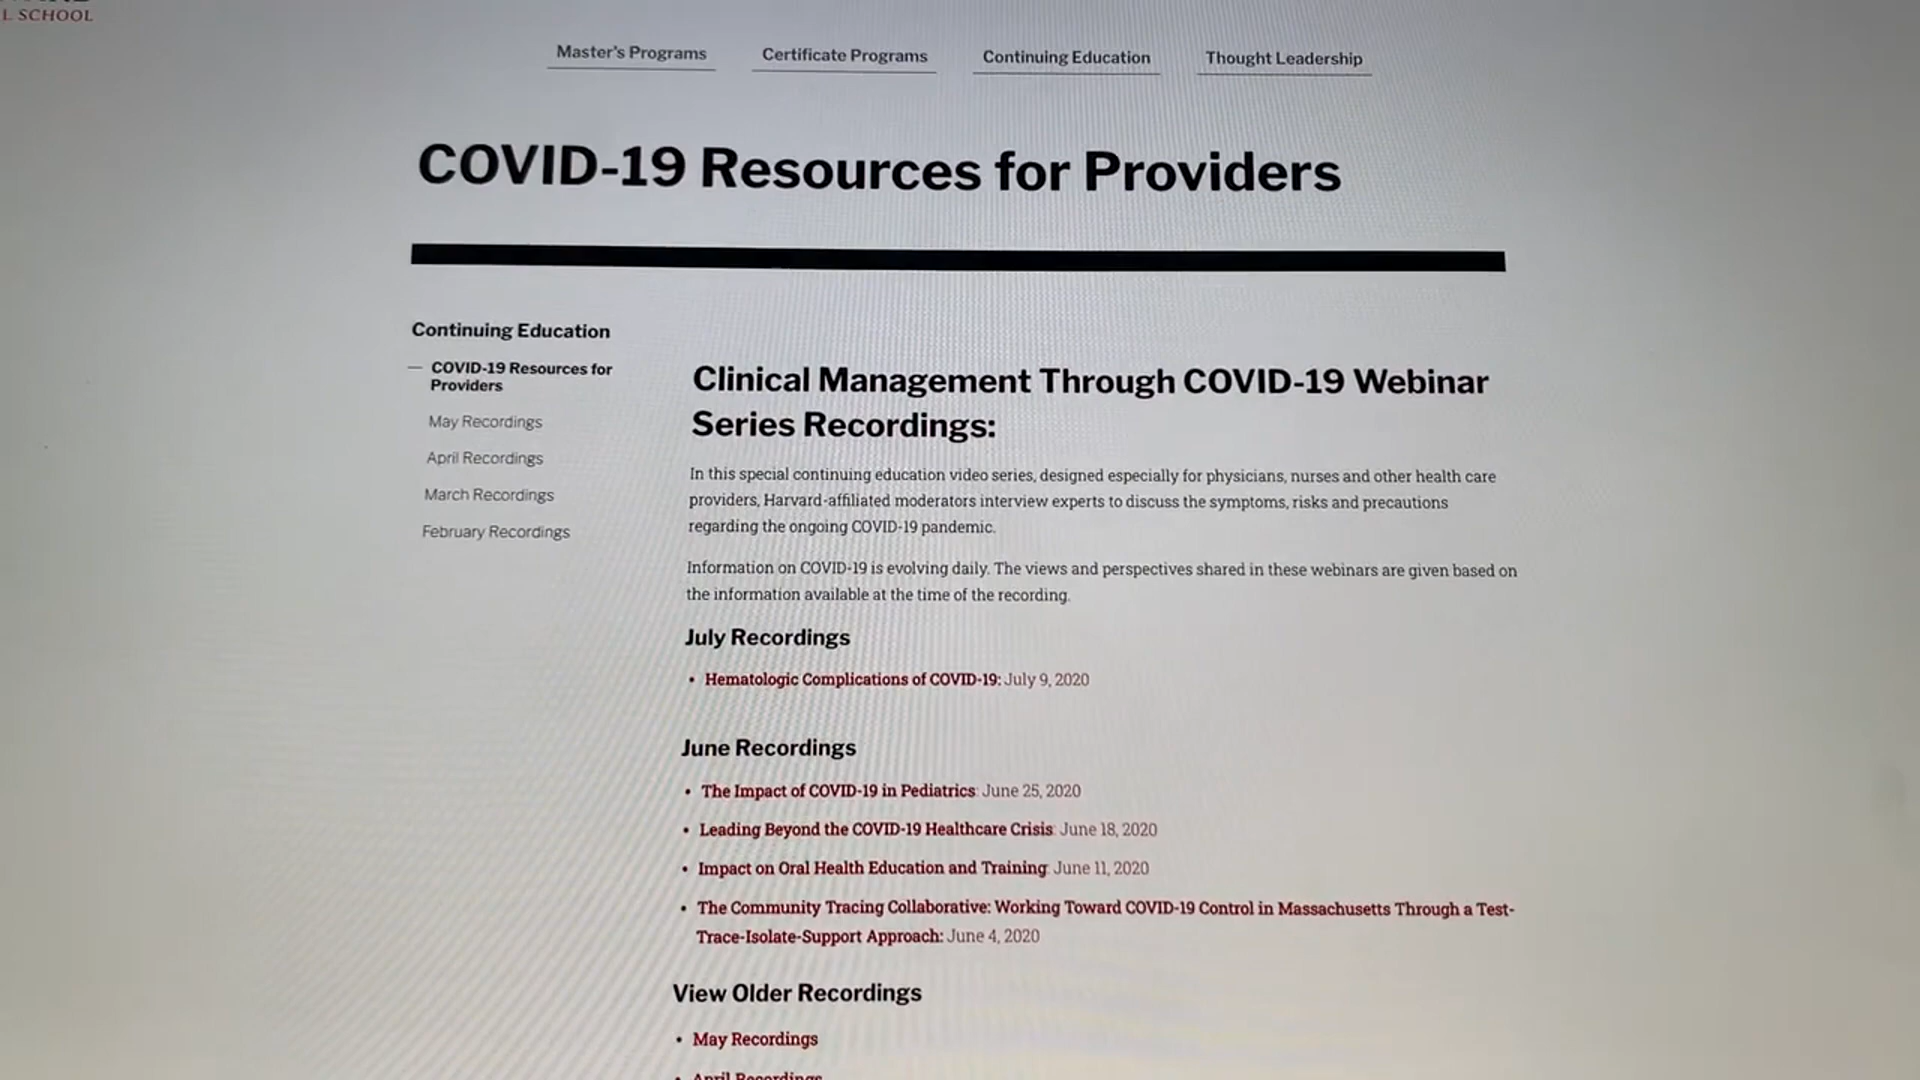 L SCHOOL
Master's Programs
Certificate Programs
Continuing Education
Thought Leadership
COVID-19 Resources for Providers
Continuing Education
COVID-19 Resources for
Providers
May Recordings
April Recordings
March Recordings
February Recordings
Clinical Management Through COVID-19 Webinar
Series Recordings:
In this special continuing education video series, designed especially for physicians, nurses and other health care
providers, Harvard-affiliated moderators interview experts to discuss the symptoms, risks and precautions
regarding the ongoing COVID-19 pandemic.
Information on COVID-19 is evolving daily. The views and perspectives shared in these webinars are given based on
the information available at the time of the recording.
July Recordings
• Hematologic Complications of COVID-19: July 9, 2020
June Recordings
• The Impact of COVID-19 in Pediatrics: June 25, 2020
• Leading Beyond the COVID-19 Healthcare Crisis: June 18, 2020
• Impact on Oral Health Education and Training: June 11, 2020
• The Community Tracing Collaborative: Working Toward COVID-19 Control in Massachusetts Through a Test-
Trace-Isolate-Support Approach: June 4, 2020
View Older Recordings
• May Recordings
• April Recordings